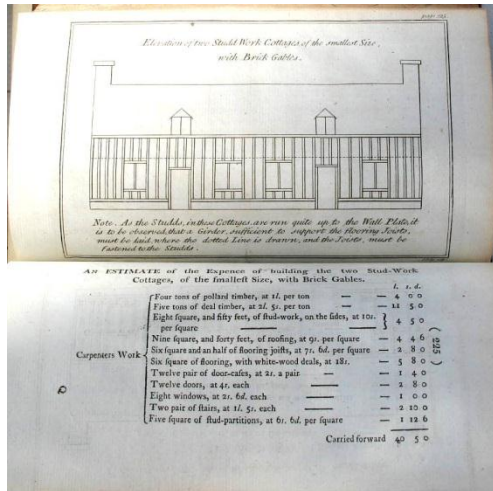 Elevation of two Studd Work Cottages, of the smallest Size,
with Brick Gables.
Note. As the Studds, in these Cottages, are run quite up, to the Wall Plate, it
is to be observed, that a Girder, sufficient to support the flooring Joists,
must be laid, where the dotted Line is drawn, and the Joists, must be
Fastened to the Studds.
AN ESTIMATE of the Expence of building the two Stud-Work
Cottages, of the ſmalleſt Size, with Brick Gables.
l. s. d.
Four tons of pollard timber, at 1l. per ton — — 4 0 0
Five tons of deal timber, at 2l. 5s. per ton — 11 5 0
Eight ſquare, and fifty feet, of ſtud-work, on the ſides, at 10s.
per ſquare — — 4 5 0
Nine ſquare, and forty feet, of roofing, at 9s. per ſquare — 4 4 6
Carpenters Work
Six ſquare and an half of flooring joiſts, at 7s. 6d. per ſquare — 2 8 0
Six ſquare of flooring, with white-wood deals, at 18s. — 5 8 0
Twelve pair of door-caſes, at 2s. a pair — — 1 4 0
Twelve doors, at 4s. each — — 2 8 0
Eight windows, at 2s. 6d. each — — 1 0 0
Two pair of ſtairs, at 1l. 5s. each — — 2 10 0
Five ſquare of ſtud-partitions, at 6s. 6d. per ſquare — 1 12 6
( 225 )
Carried forward 40 5 0